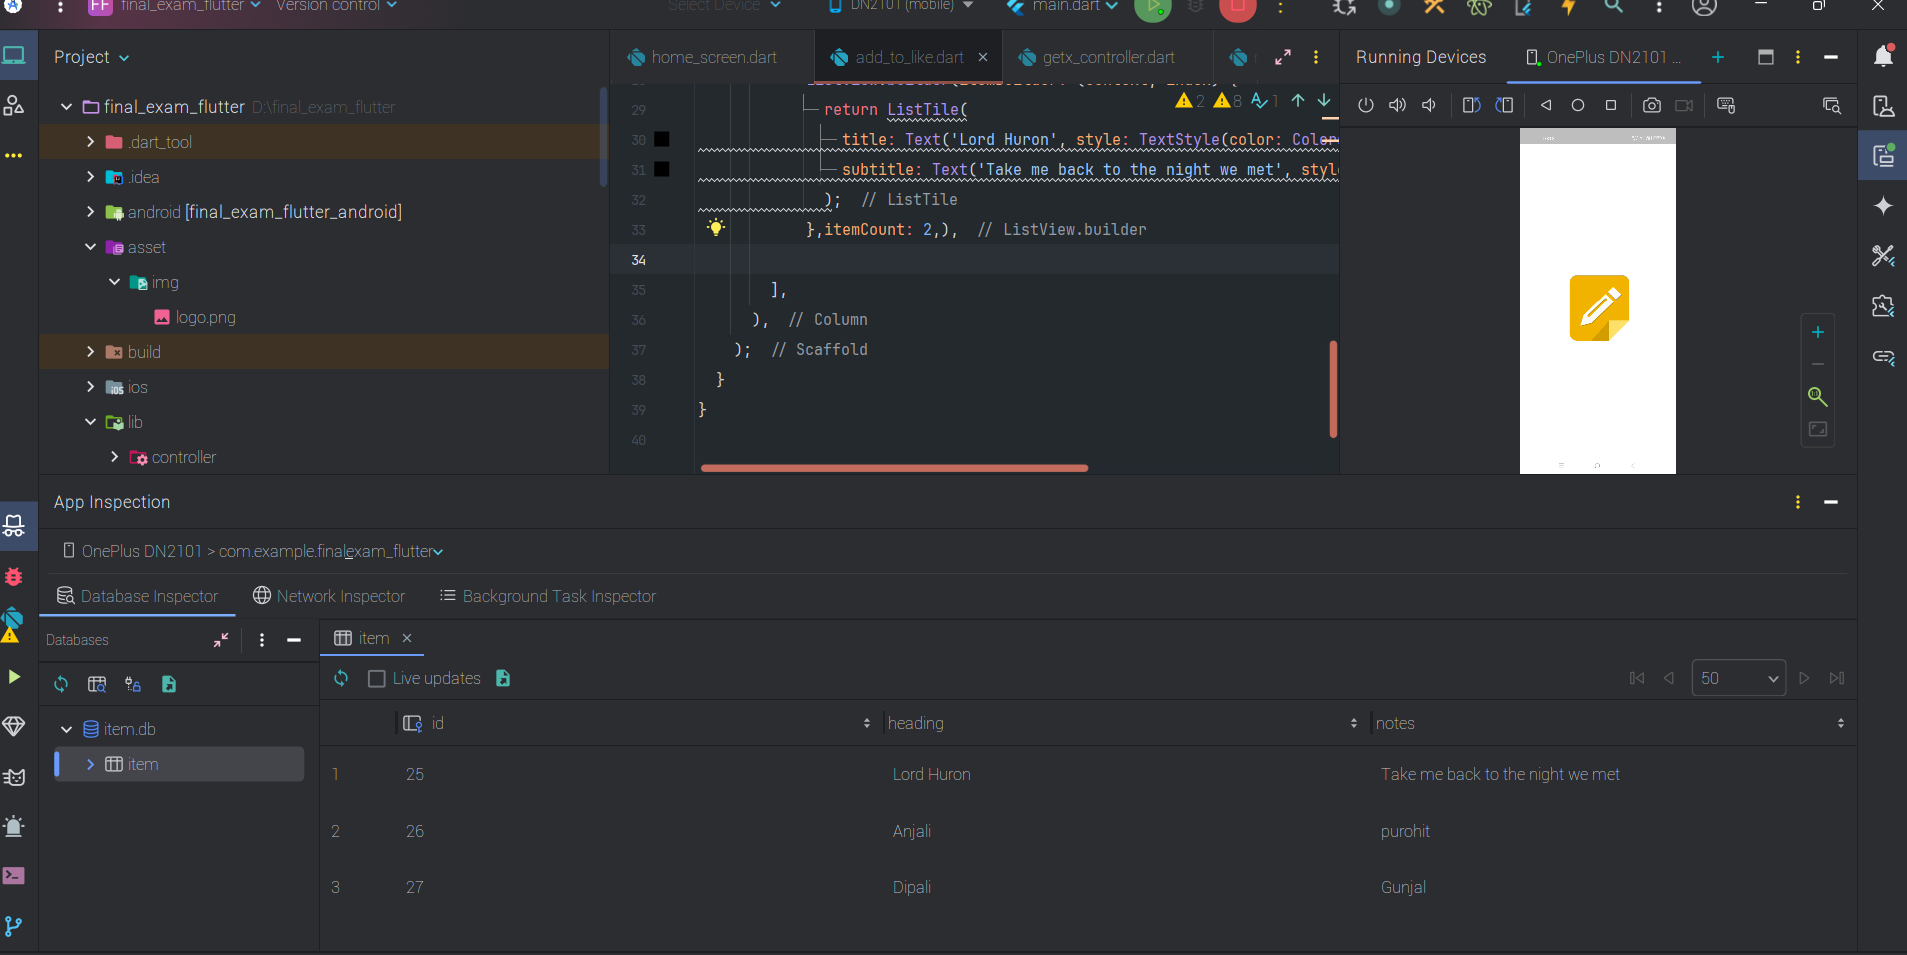 FF final_exam_flutter Version control Select Device DN2101 (mobile) main.dart
Project
final_exam_flutter D:\final_exam_flutter
.dart_tool
.idea
android [final_exam_flutter_android]
asset
img
logo.png
build
ios
lib
controller
home_screen.dart add_to_like.dart getx_controller.dart
2 8 1
29 return ListTile(
30 title: Text('Lord Huron', style: TextStyle(color: Color
31 subtitle: Text('Take me back to the night we met', style
32 ); // ListTile
33 },itemCount: 2,), // ListView.builder
34
35 ],
36 ), // Column
37 ); // Scaffold
38 }
39 }
40
Running Devices OnePlus DN2101 ...
1:1
App Inspection
OnePlus DN2101 > com.example.finalexam_flutter
Database Inspector Network Inspector Background Task Inspector
Databases
item
Live updates
50
item.db
item
id heading notes
1 25 Lord Huron Take me back to the night we met
2 26 Anjali purohit
3 27 Dipali Gunjal